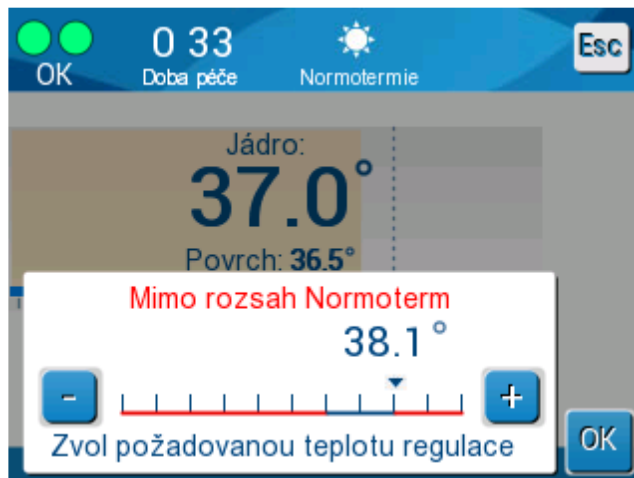 OK
0 33
Doba péče
Normotermie
Esc
Jádro:
37.0°
Povrch: 36.5°
Mimo rozsah Normoterm
38.1 °
-
+
Zvol požadovanou teplotu regulace
OK